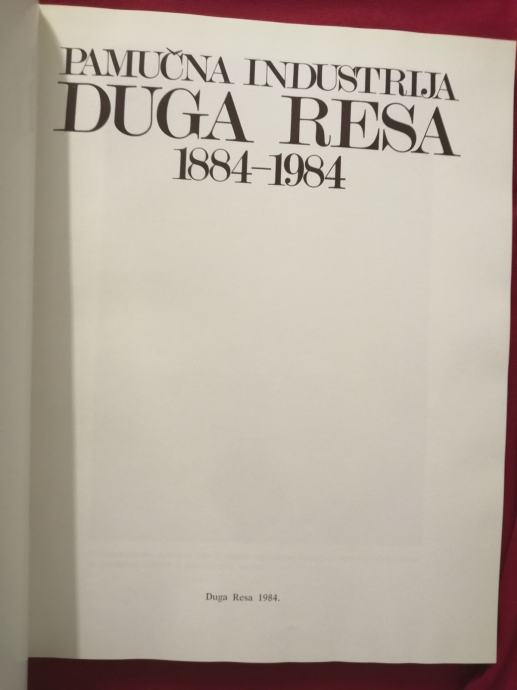 PAMUČNA INDUSTRIJA
DUGA RESA
1884–1984
Duga Resa 1984.